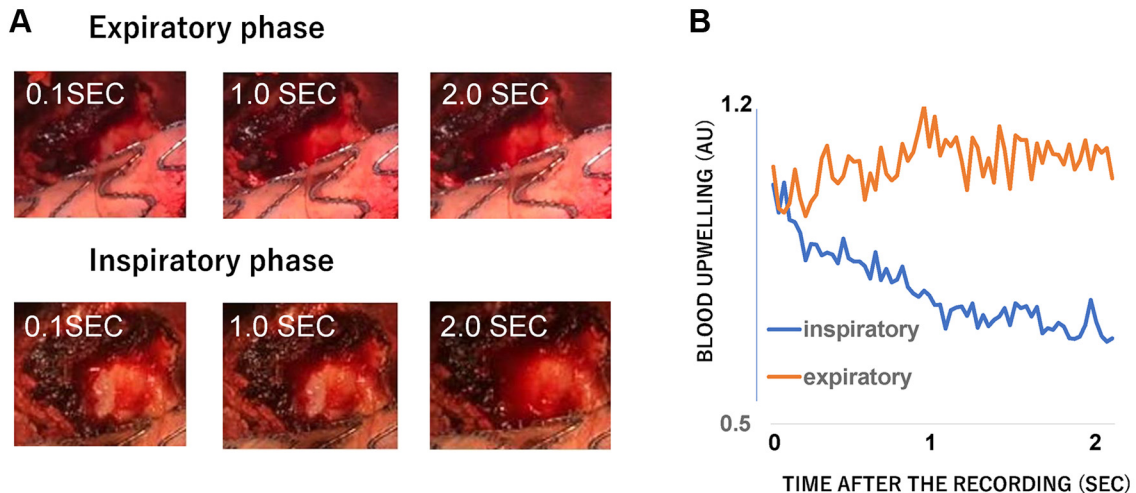 A
Expiratory phase
0.1SEC
1.0 SEC
2.0 SEC
Inspiratory phase
0.1SEC
1.0 SEC
2.0 SEC
B
1.2
BLOOD UPWELLING (AU)
inspiratory
expiratory
0.5
0
1
2
TIME AFTER THE RECORDING (SEC)